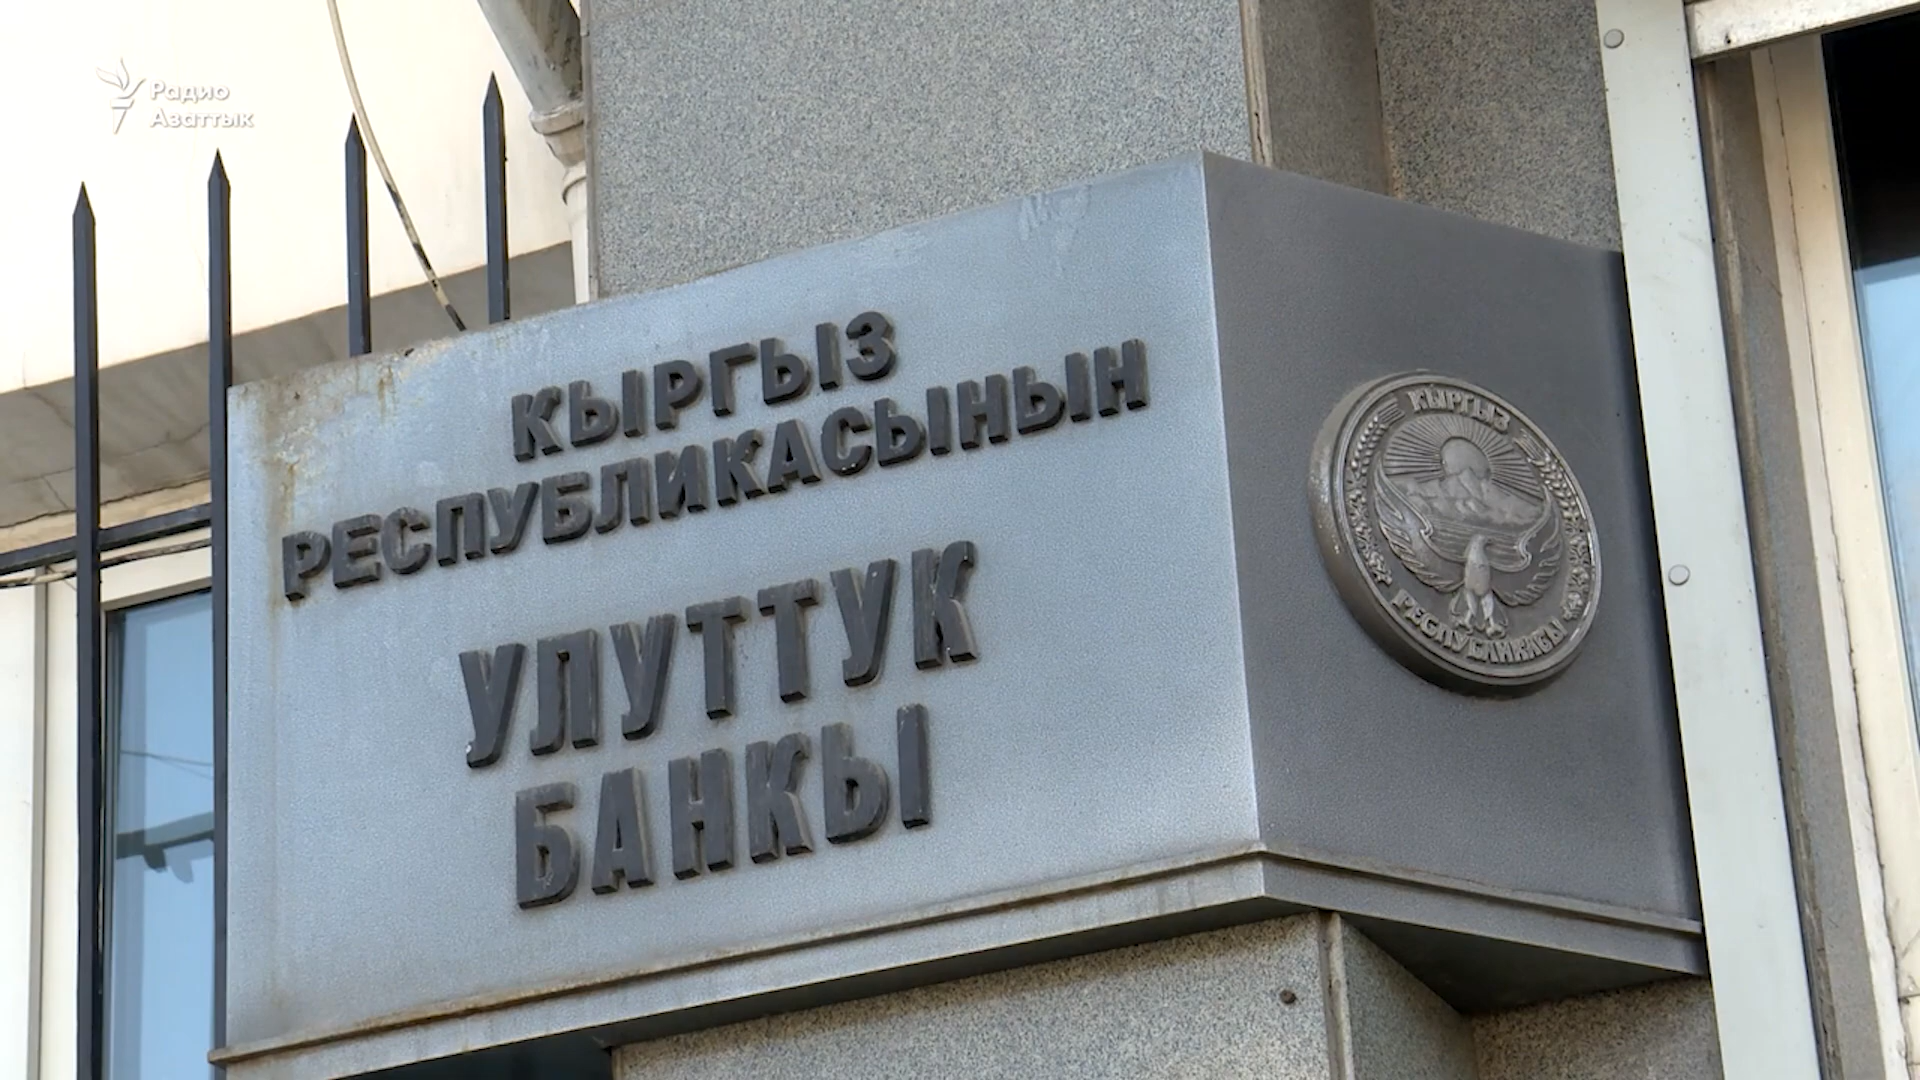 Радио
Азаттык
КЫРГЫЗ
РЕСПУБЛИКАСЫНЫН
УЛУТТУК
БАНКЫ
КЫРГЫЗ
РЕСПУБЛИКАСЫ